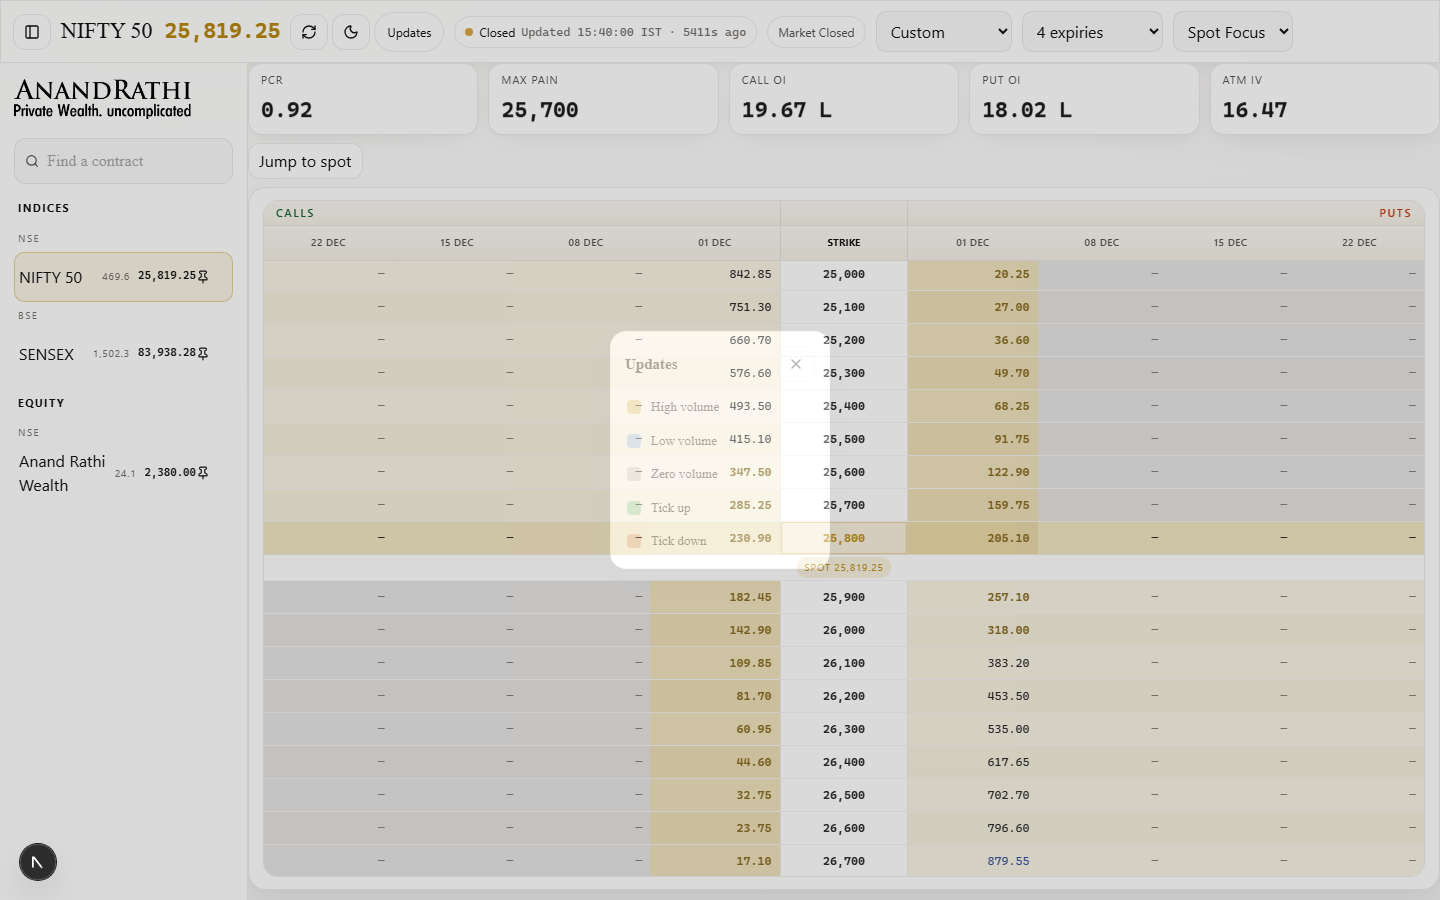 NIFTY 50 25,819.25 Updates Closed Updated 15:40:00 IST · 5411s ago Market Closed Custom 4 expiries Spot Focus
ANANDRATHI
Private Wealth. uncomplicated
Find a contract
INDICES
NSE
NIFTY 50 469.6 25,819.25
BSE
SENSEX 1,502.3 83,938.28
EQUITY
NSE
Anand Rathi
Wealth 24.1 2,380.00
PCR MAX PAIN CALL OI PUT OI ATM IV
0.92 25,700 19.67 L 18.02 L 16.47
Jump to spot
CALLS PUTS
22 DEC 15 DEC 08 DEC 01 DEC STRIKE 01 DEC 08 DEC 15 DEC 22 DEC
– – – 842.85 25,000 20.25 – – –
– – – 751.30 25,100 27.00 – – –
– – – 660.70 25,200 36.60 – – –
– – – 576.60 25,300 49.70 – – –
– – – 493.50 25,400 68.25 – – –
– – – 415.10 25,500 91.75 – – –
– – – 347.50 25,600 122.90 – – –
– – – 285.25 25,700 159.75 – – –
– – – 230.90 25,800 205.10 – – –
SPOT 25,819.25
– – – 182.45 25,900 257.10 – – –
– – – 142.90 26,000 318.00 – – –
– – – 109.85 26,100 383.20 – – –
– – – 81.70 26,200 453.50 – – –
– – – 60.95 26,300 535.00 – – –
– – – 44.60 26,400 617.65 – – –
– – – 32.75 26,500 702.70 – – –
– – – 23.75 26,600 796.60 – – –
– – – 17.10 26,700 879.55 – – –
Updates
High volume
Low volume
Zero volume
Tick up
Tick down